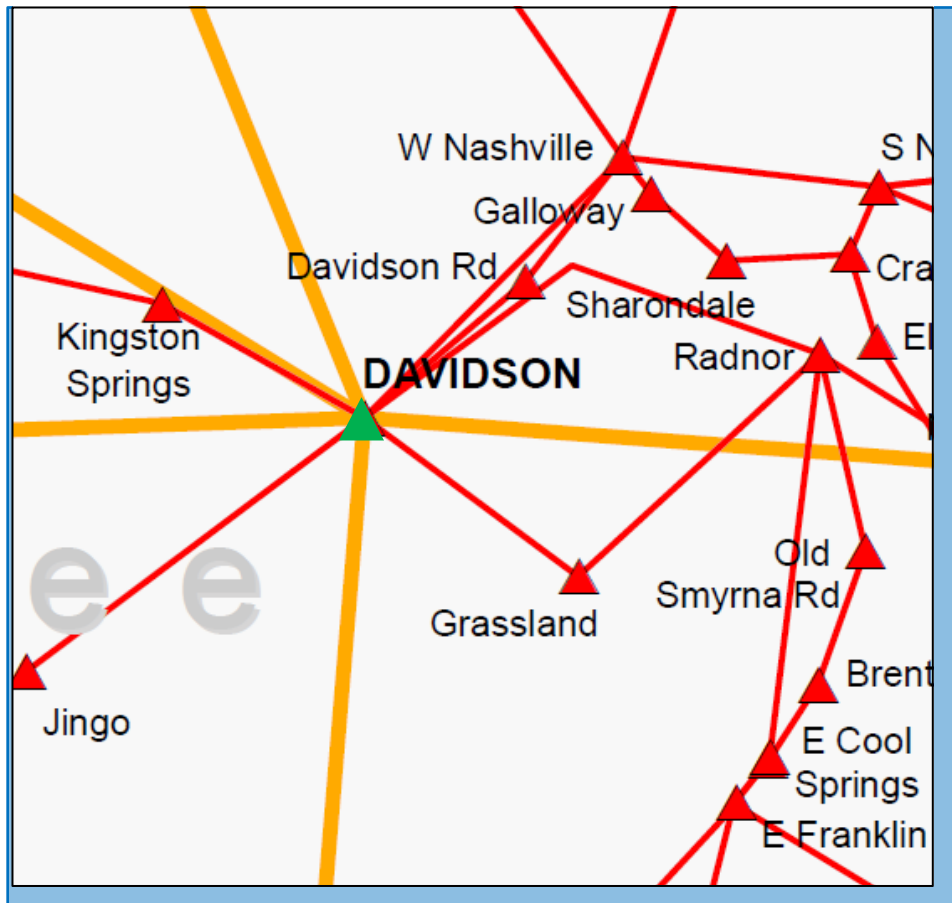 W Nashville
S N
Galloway
Davidson Rd
Cra
Sharondale
Kingston
Springs
El
Radnor
DAVIDSON
Old
Smyrna Rd
e e
Grassland
Brent
Jingo
E Cool
Springs
E Franklin